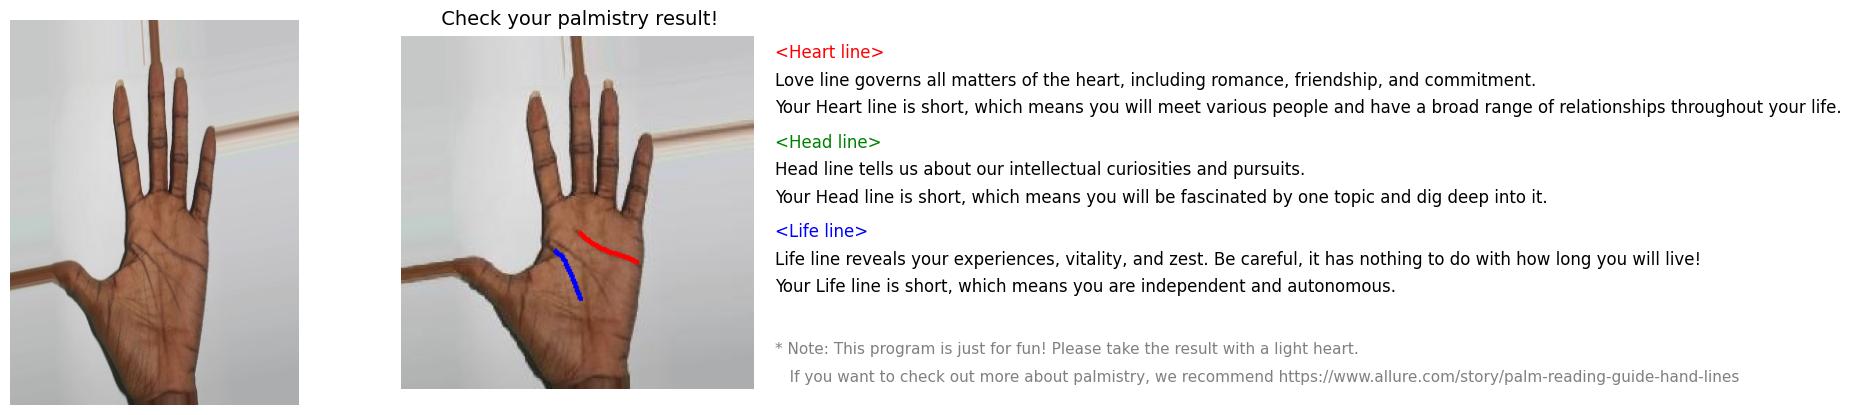 Check your palmistry result!
<Heart line>
Love line governs all matters of the heart, including romance, friendship, and commitment.
Your Heart line is short, which means you will meet various people and have a broad range of relationships throughout your life.
<Head line>
Head line tells us about our intellectual curiosities and pursuits.
Your Head line is short, which means you will be fascinated by one topic and dig deep into it.
<Life line>
Life line reveals your experiences, vitality, and zest. Be careful, it has nothing to do with how long you will live!
Your Life line is short, which means you are independent and autonomous.
* Note: This program is just for fun! Please take the result with a light heart.
If you want to check out more about palmistry, we recommend https://www.allure.com/story/palm-reading-guide-hand-lines